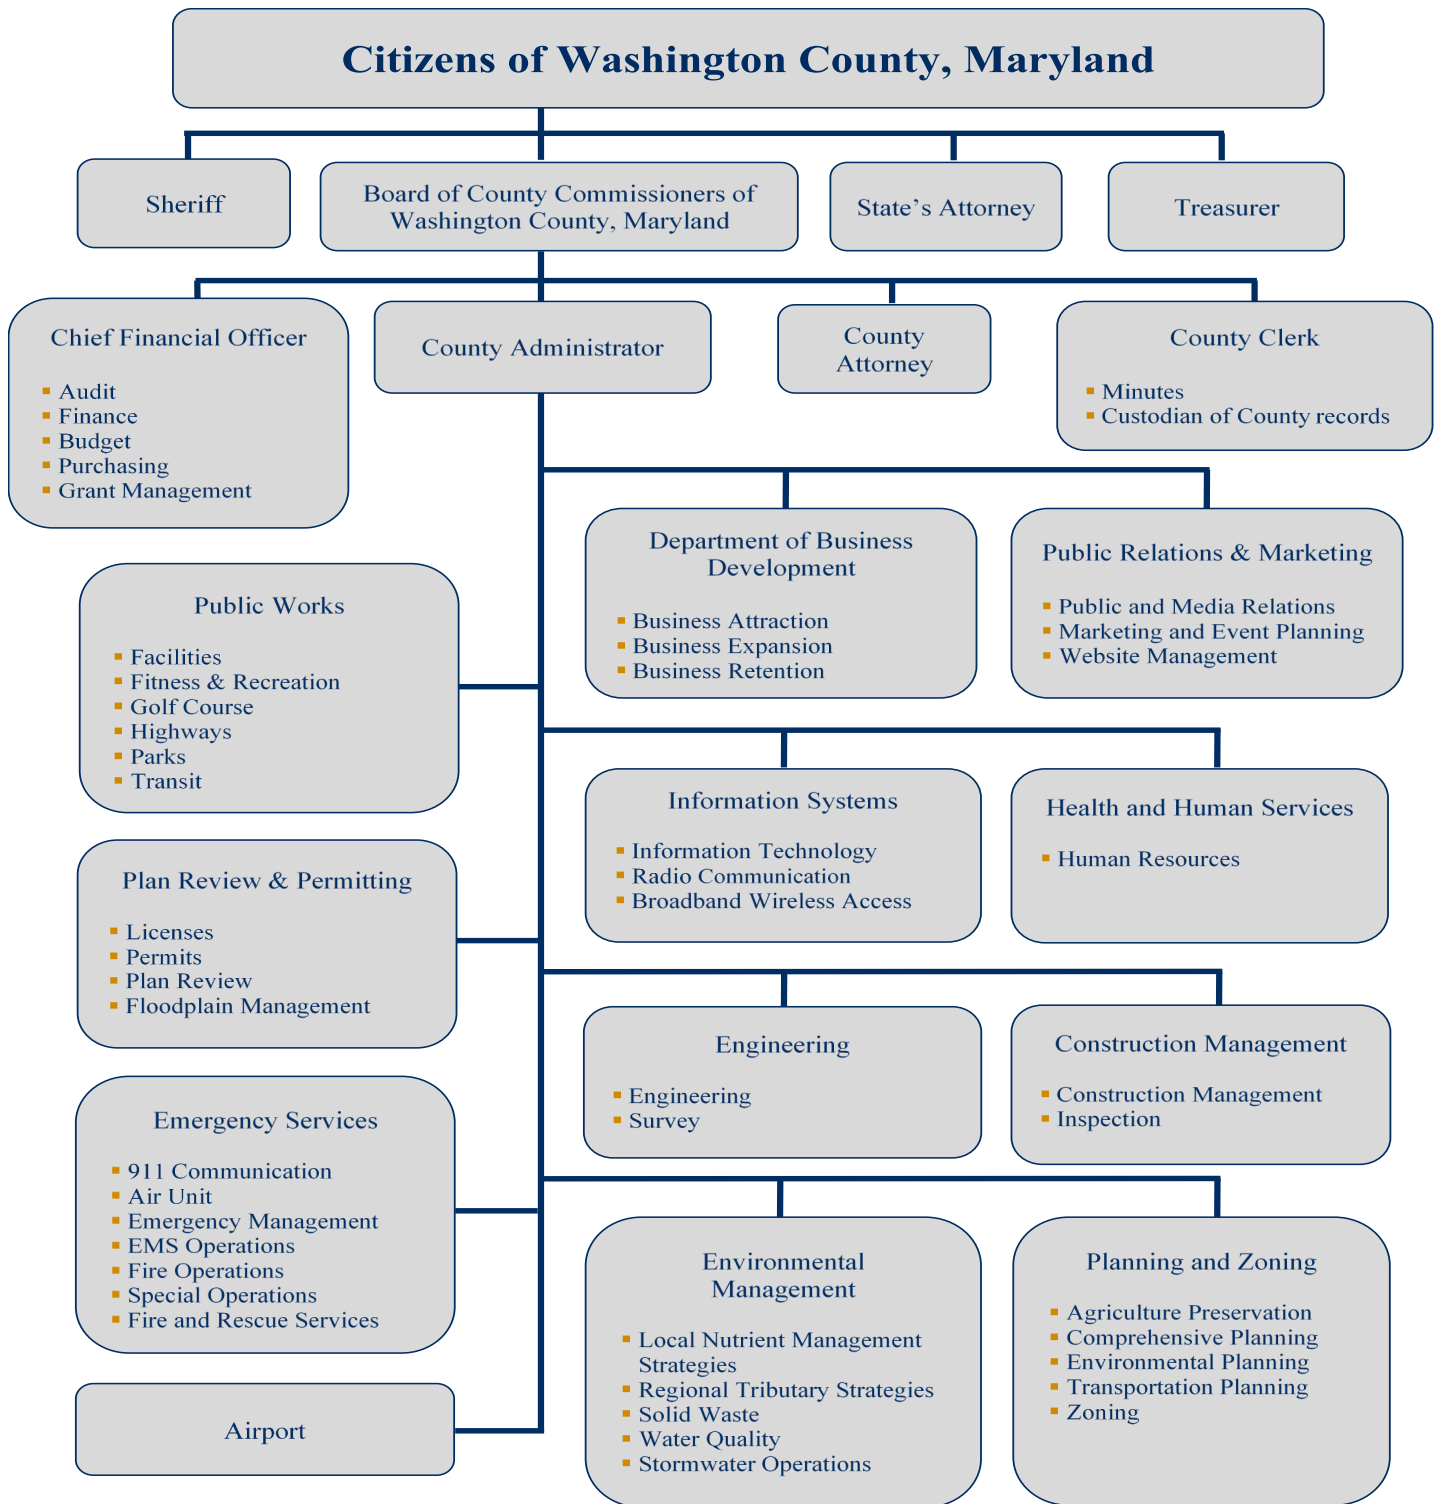 Citizens of Washington County, Maryland
Sheriff
Board of County Commissioners of
Washington County, Maryland
State’s Attorney
Treasurer
Chief Financial Officer
▪ Audit
▪ Finance
▪ Budget
▪ Purchasing
▪ Grant Management
County Administrator
County
Attorney
County Clerk
▪ Minutes
▪ Custodian of County records
Department of Business
Development
▪ Business Attraction
▪ Business Expansion
▪ Business Retention
Public Relations & Marketing
▪ Public and Media Relations
▪ Marketing and Event Planning
▪ Website Management
Public Works
▪ Facilities
▪ Fitness & Recreation
▪ Golf Course
▪ Highways
▪ Parks
▪ Transit
Information Systems
▪ Information Technology
▪ Radio Communication
▪ Broadband Wireless Access
Health and Human Services
▪ Human Resources
Plan Review & Permitting
▪ Licenses
▪ Permits
▪ Plan Review
▪ Floodplain Management
Engineering
▪ Engineering
▪ Survey
Construction Management
▪ Construction Management
▪ Inspection
Emergency Services
▪ 911 Communication
▪ Air Unit
▪ Emergency Management
▪ EMS Operations
▪ Fire Operations
▪ Special Operations
▪ Fire and Rescue Services
Environmental
Management
▪ Local Nutrient Management
Strategies
▪ Regional Tributary Strategies
▪ Solid Waste
▪ Water Quality
▪ Stormwater Operations
Planning and Zoning
▪ Agriculture Preservation
▪ Comprehensive Planning
▪ Environmental Planning
▪ Transportation Planning
▪ Zoning
Airport